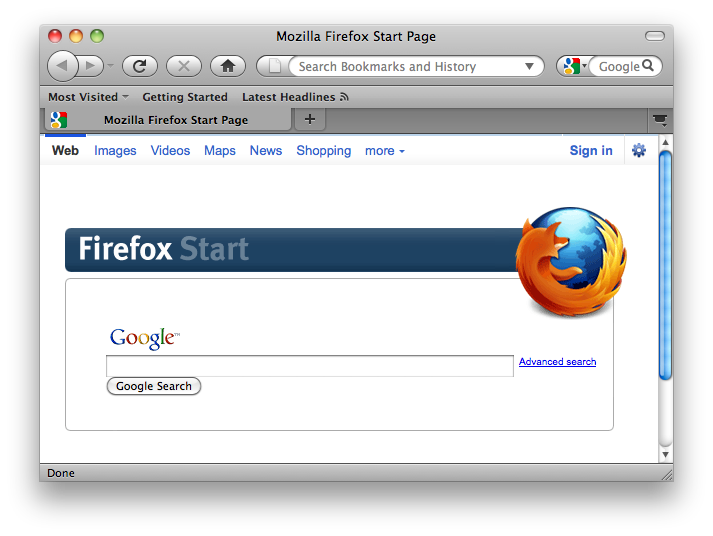 Mozilla Firefox Start Page
Search Bookmarks and History Google
Most Visited Getting Started Latest Headlines
Mozilla Firefox Start Page
Web Images Videos Maps News Shopping more Sign in
Firefox Start
Google™
Advanced search
Google Search
Done